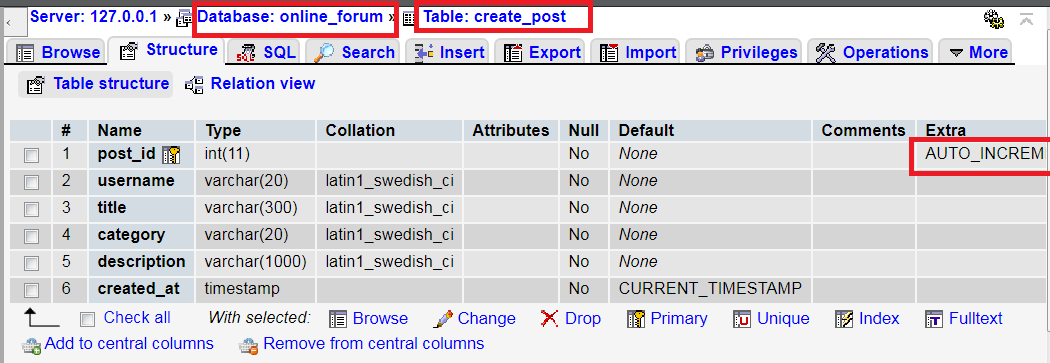 Server: 127.0.0.1 » Database: online_forum » Table: create_post
Browse Structure SQL Search Insert Export Import Privileges Operations More
Table structure Relation view
# Name Type Collation Attributes Null Default Comments Extra
1 post_id int(11) No None AUTO_INCREM
2 username varchar(20) latin1_swedish_ci No None
3 title varchar(300) latin1_swedish_ci No None
4 category varchar(20) latin1_swedish_ci No None
5 description varchar(1000) latin1_swedish_ci No None
6 created_at timestamp No CURRENT_TIMESTAMP
Check all With selected: Browse Change Drop Primary Unique Index Fulltext
Add to central columns Remove from central columns